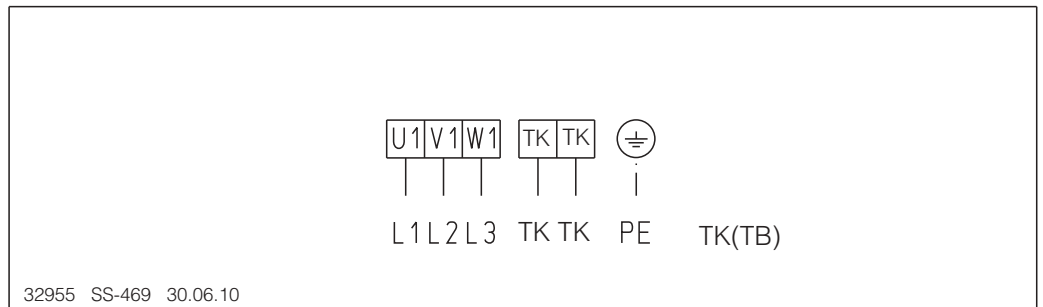 U1 V1 W1 TK TK
L1 L2 L3 TK TK PE TK(TB)
32955 SS-469 30.06.10